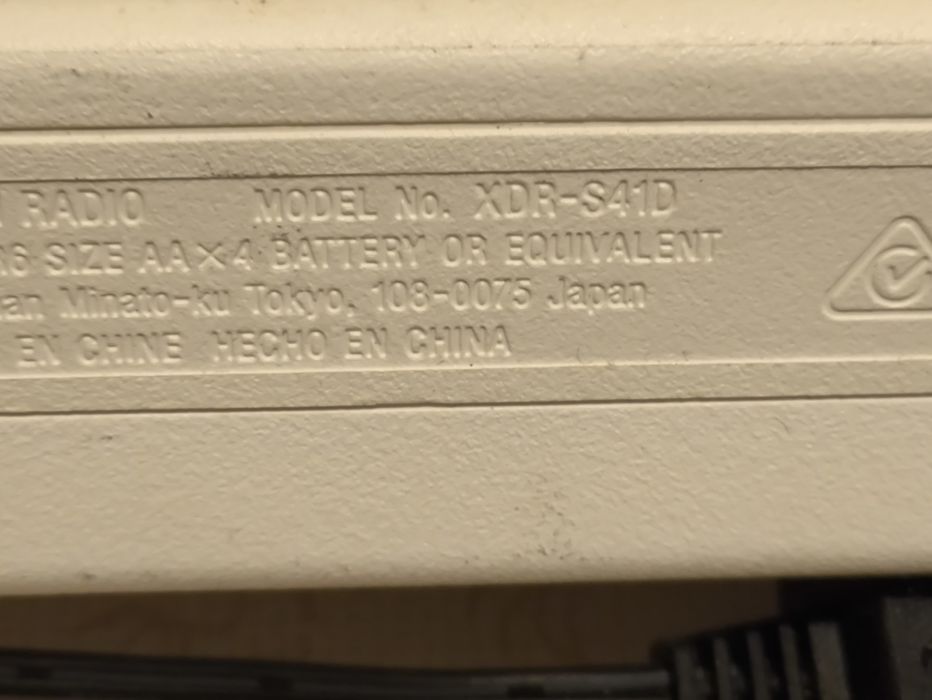 RADIO MODEL No. XDR-S41D
SIZE AA×4 BATTERY OR EQUIVALENT
Minato-ku Tokyo, 108-0075 Japan
EN CHINE HECHO EN CHINA